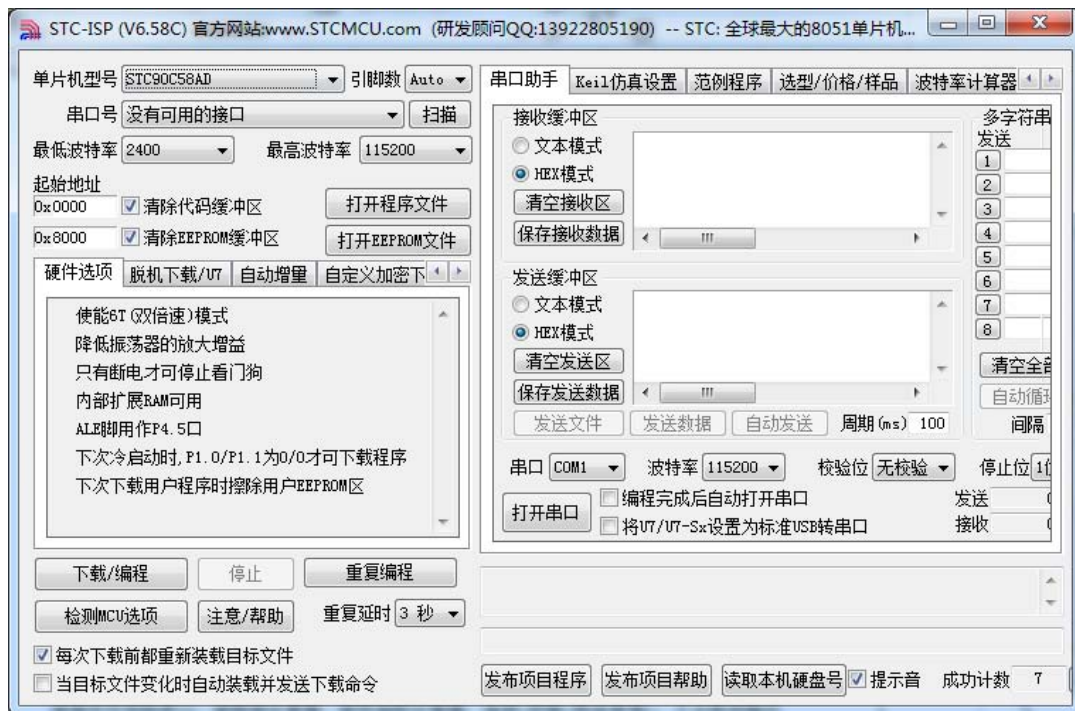 STC-ISP (V6.58C) 官方网站:www.STCMCU.com (研发顾问QQ:13922805190) -- STC: 全球最大的8051单片机...
单片机型号 STC90C58AD 引脚数 Auto
串口号 没有可用的接口 扫描
最低波特率 2400 最高波特率 115200
起始地址
0x0000 清除代码缓冲区 打开程序文件
0x8000 清除EEPROM缓冲区 打开EEPROM文件
硬件选项 脱机下载/U7 自动增量 自定义加密下
使能6T(双倍速)模式
降低振荡器的放大增益
只有断电才可停止看门狗
内部扩展RAM可用
ALE脚用作P4.5口
下次冷启动时,P1.0/P1.1为0/0才可下载程序
下次下载用户程序时擦除用户EEPROM区
下载/编程 停止 重复编程
检测MCU选项 注意/帮助 重复延时 3 秒
每次下载前都重新装载目标文件
当目标文件变化时自动装载并发送下载命令
串口助手 Keil仿真设置 范例程序 选型/价格/样品 波特率计算器
接收缓冲区
文本模式
HEX模式
清空接收区
保存接收数据
发送缓冲区
文本模式
HEX模式
清空发送区
保存发送数据
发送文件 发送数据 自动发送 周期(ms) 100
多字符串
发送
1
2
3
4
5
6
7
8
清空全部
自动循环
间隔
串口 COM1 波特率 115200 校验位 无校验 停止位 1位
打开串口
编程完成后自动打开串口 发送 0
将U7/U7-Sx设置为标准USB转串口 接收 0
发布项目程序 发布项目帮助 读取本机硬盘号 提示音 成功计数 7